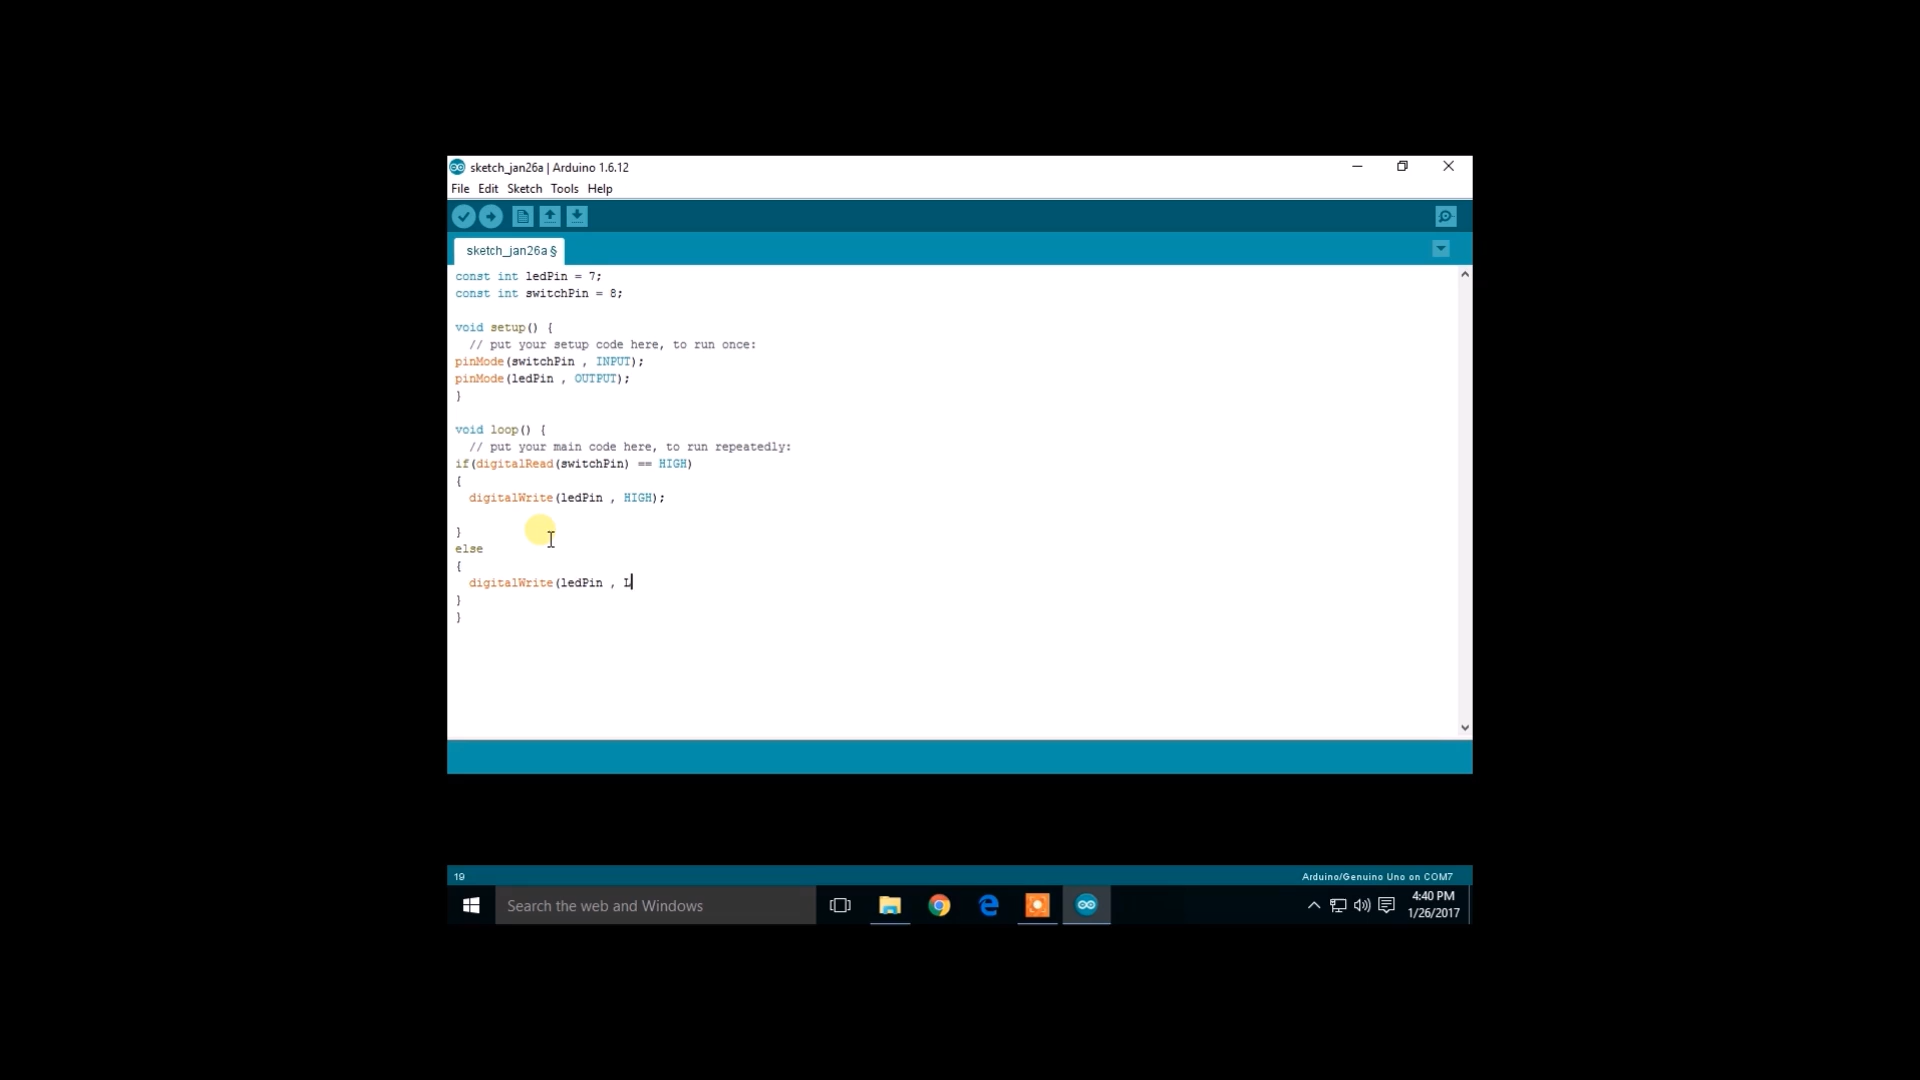 sketch_jan26a | Arduino 1.6.12
File Edit Sketch Tools Help
sketch_jan26a §
const int ledPin = 7;
const int switchPin = 8;
void setup() {
// put your setup code here, to run once:
pinMode(switchPin , INPUT);
pinMode(ledPin , OUTPUT);
}
void loop() {
// put your main code here, to run repeatedly:
if(digitalRead(switchPin) == HIGH)
{
digitalWrite(ledPin , HIGH);
}
else
{
digitalWrite(ledPin , L
}
}
19 Arduino/Genuino Uno on COM7
Search the web and Windows
4:40 PM
1/26/2017